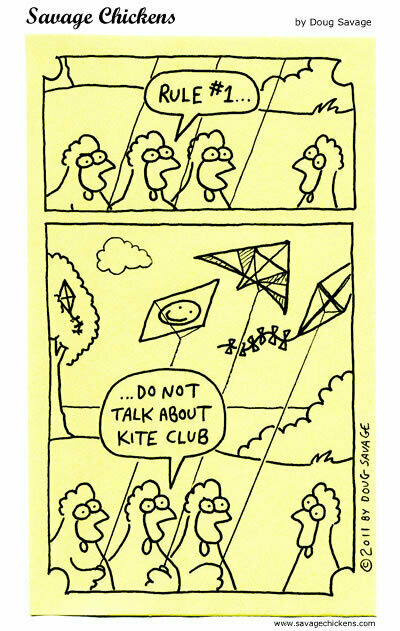 Savage Chickens
by Doug Savage
RULE #1...
...DO NOT
TALK ABOUT
KITE CLUB
©2011 BY DOUG SAVAGE
www.savagechickens.com